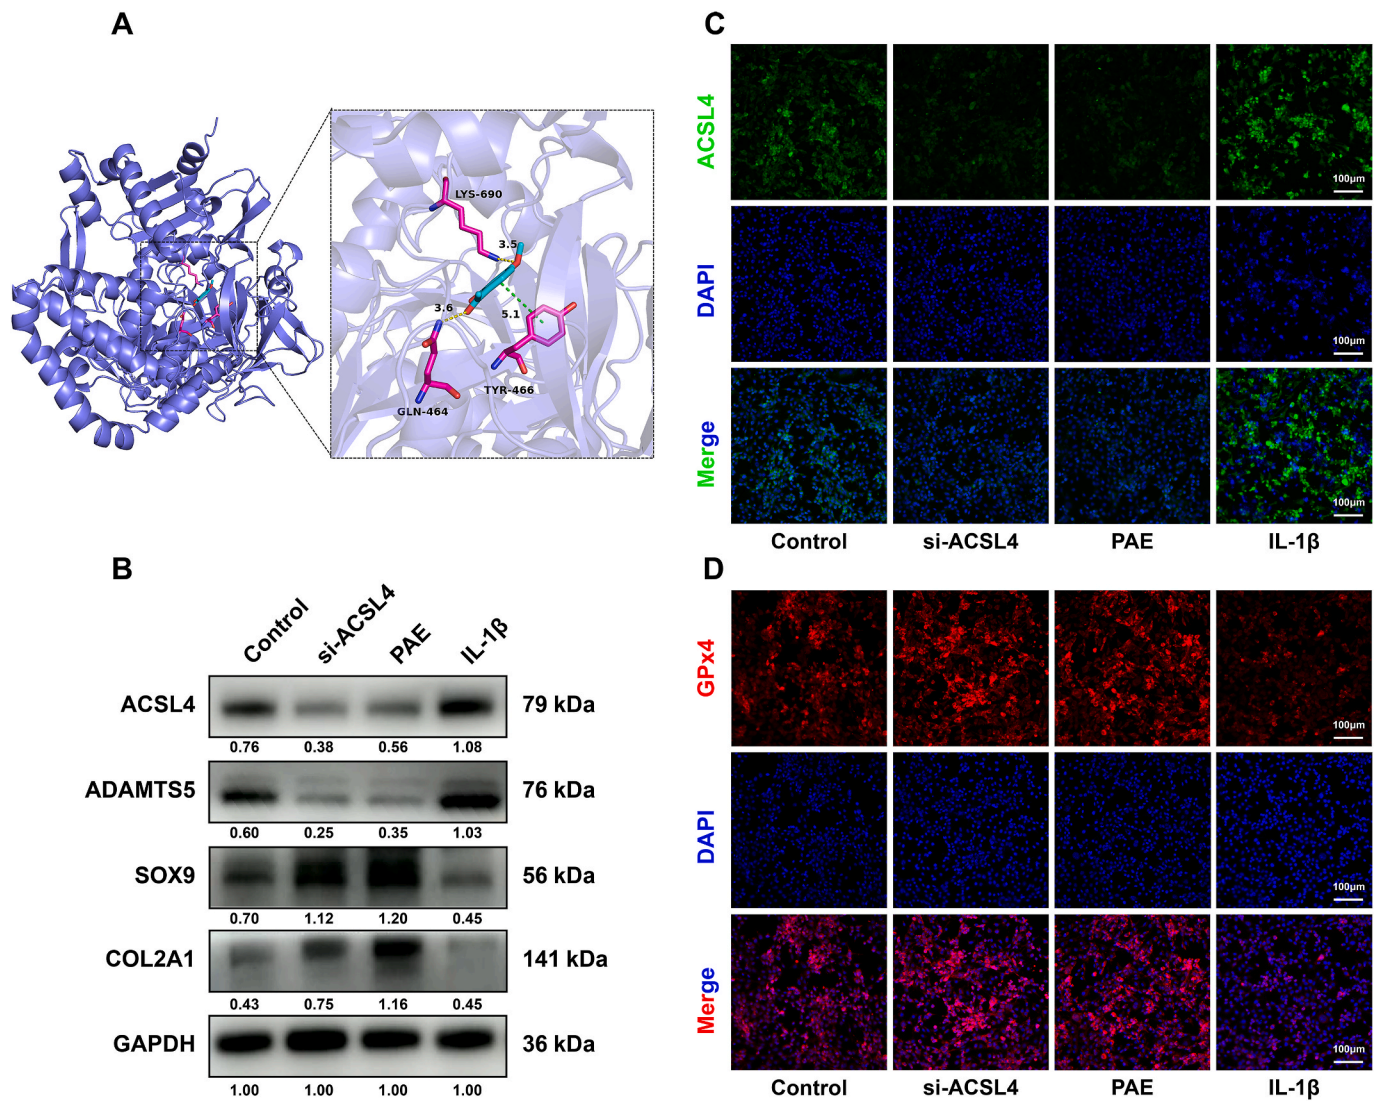 A
LYS-690
3.5
3.6
5.1
TYR-466
GLN-464
B
Control si-ACSL4 PAE IL-1β
ACSL4 79 kDa
0.76 0.38 0.56 1.08
ADAMTS5 76 kDa
0.60 0.25 0.35 1.03
SOX9 56 kDa
0.70 1.12 1.20 0.45
COL2A1 141 kDa
0.43 0.75 1.16 0.45
GAPDH 36 kDa
1.00 1.00 1.00 1.00
C
ACSL4
100μm
DAPI
100μm
Merge
100μm
Control si-ACSL4 PAE IL-1β
D
GPx4
100μm
DAPI
100μm
Merge
100μm
Control si-ACSL4 PAE IL-1β